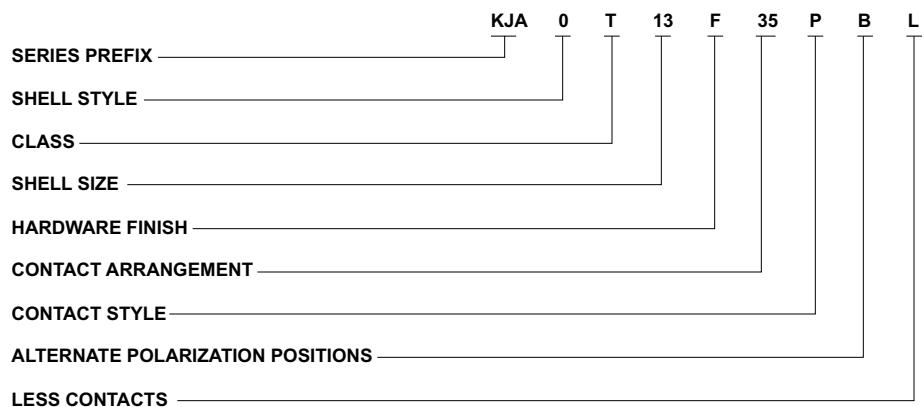 KJA 0 T 13 F 35 P B L
SERIES PREFIX
SHELL STYLE
CLASS
SHELL SIZE
HARDWARE FINISH
CONTACT ARRANGEMENT
CONTACT STYLE
ALTERNATE POLARIZATION POSITIONS
LESS CONTACTS